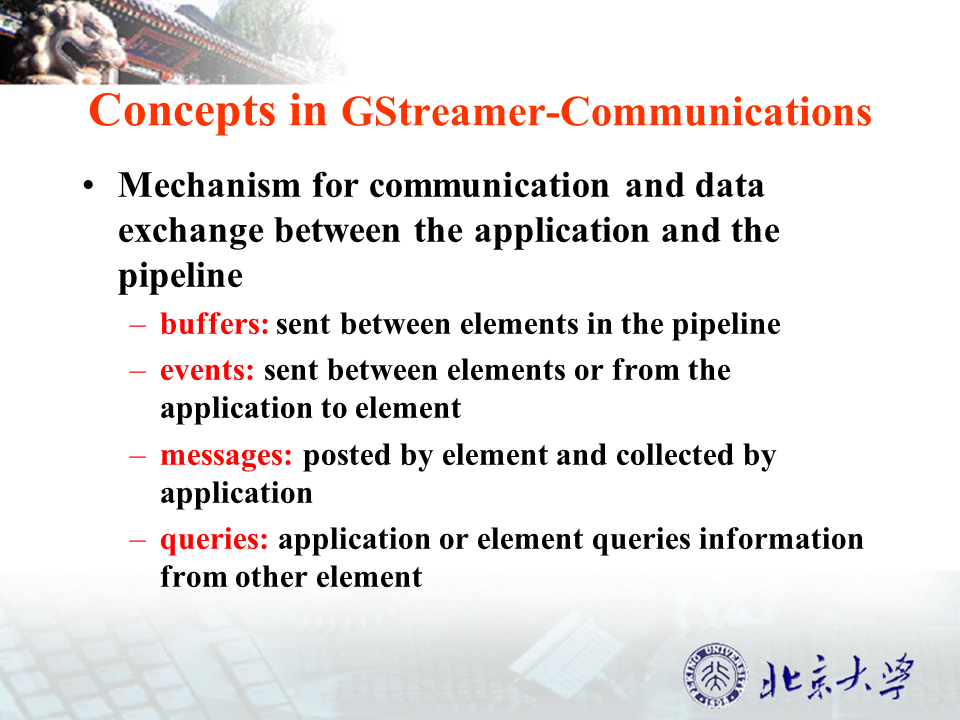 Concepts in GStreamer-Communications
• Mechanism for communication and data
exchange between the application and the
pipeline
– buffers: sent between elements in the pipeline
– events: sent between elements or from the
application to element
– messages: posted by element and collected by
application
– queries: application or element queries information
from other element
PEKING UNIVERSITY
1898
北京大学